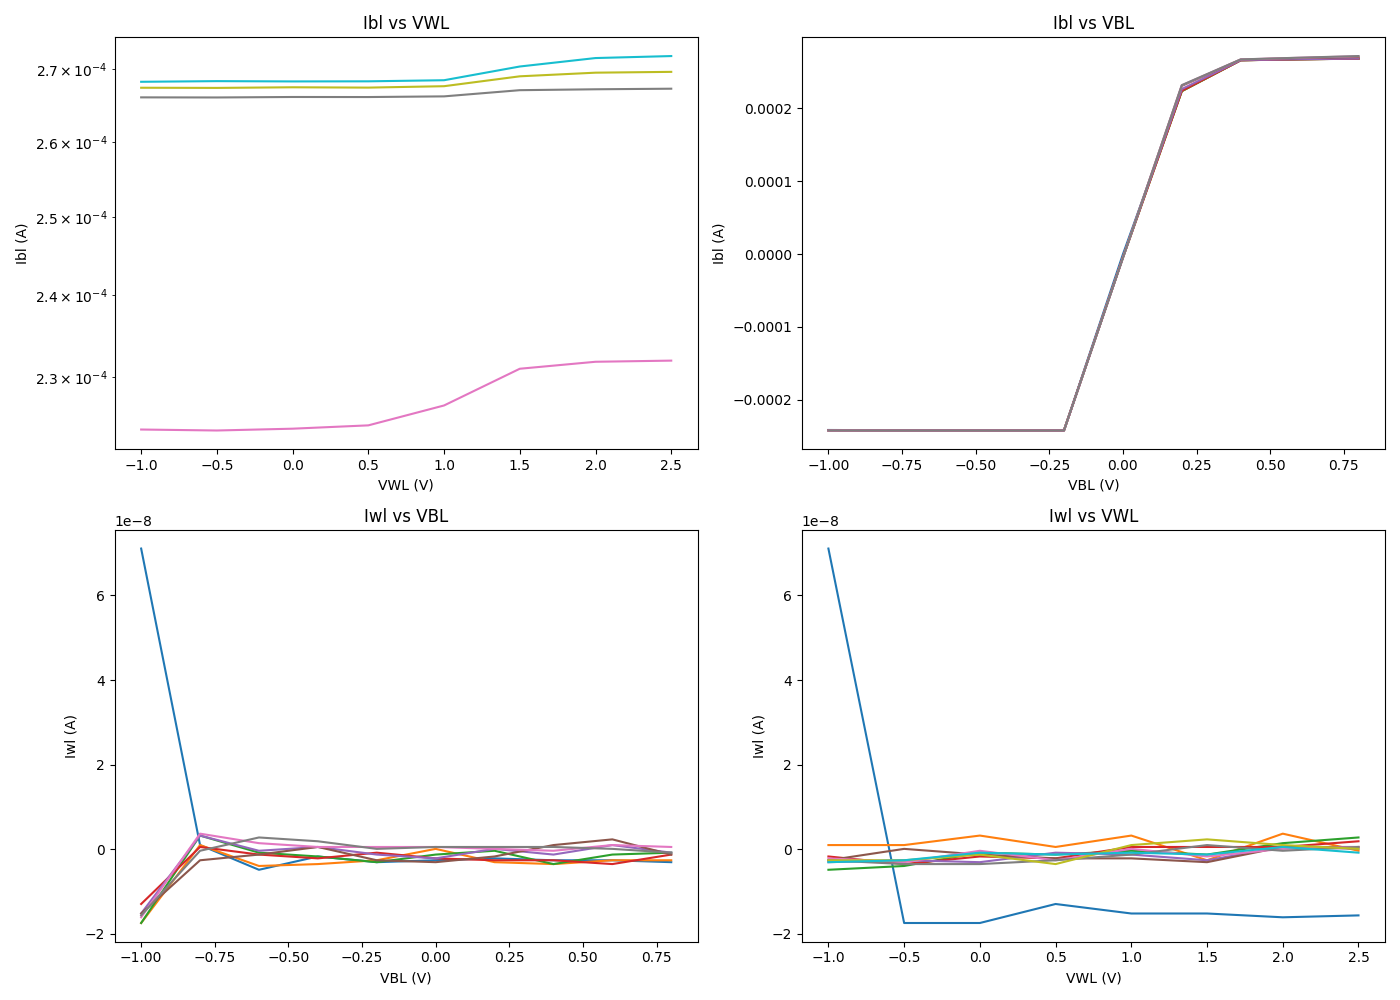 Ibl vs VWL
Ibl (A)
2.7 × 10⁻⁴
2.6 × 10⁻⁴
2.5 × 10⁻⁴
2.4 × 10⁻⁴
2.3 × 10⁻⁴
−1.0 −0.5 0.0 0.5 1.0 1.5 2.0 2.5
VWL (V)
Ibl vs VBL
Ibl (A)
0.0002
0.0001
0.0000
−0.0001
−0.0002
−1.00 −0.75 −0.50 −0.25 0.00 0.25 0.50 0.75
VBL (V)
Iwl vs VBL
1e−8
Iwl (A)
6
4
2
0
−2
−1.00 −0.75 −0.50 −0.25 0.00 0.25 0.50 0.75
VBL (V)
Iwl vs VWL
1e−8
Iwl (A)
6
4
2
0
−2
−1.0 −0.5 0.0 0.5 1.0 1.5 2.0 2.5
VWL (V)